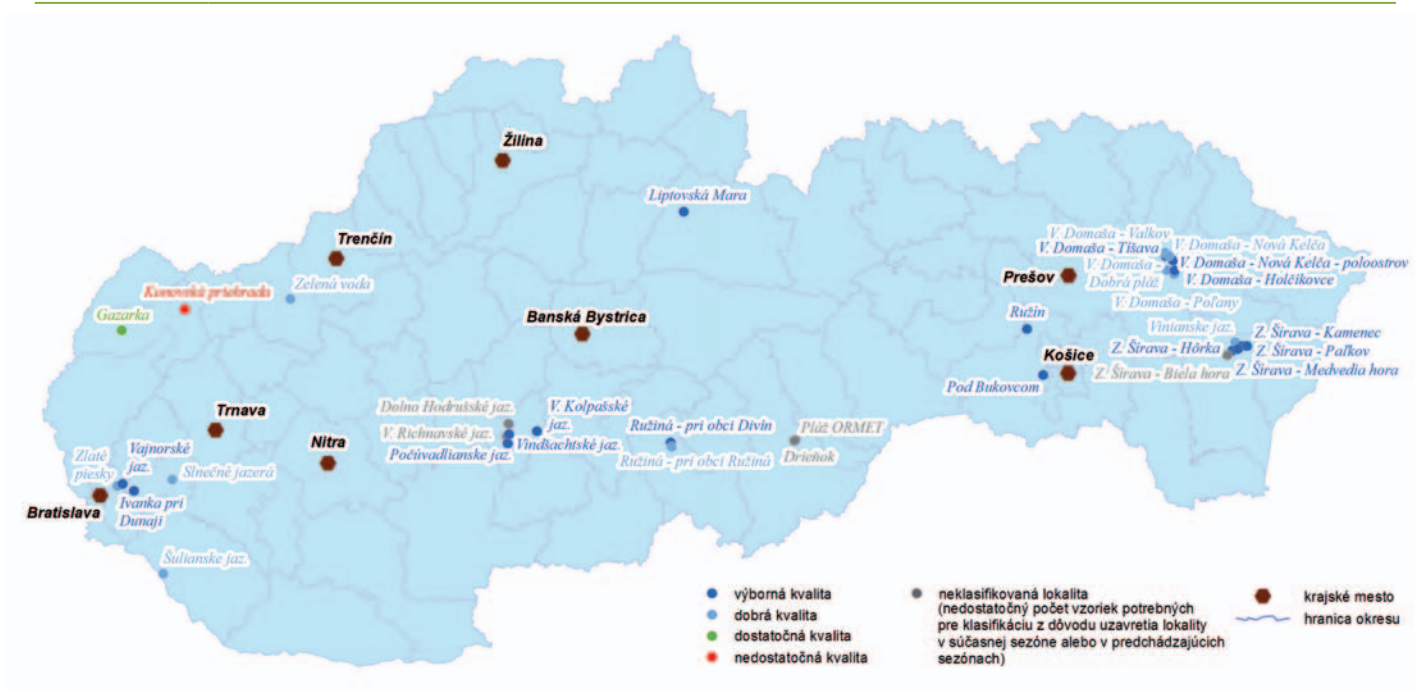 Žilina
Liptovská Mara
Trenčín
Zelená voda
Kunovská priehrada
Gazarka
Banská Bystrica
V. Domaša - Valkov
V. Domaša - Tišava
V. Domaša - Nová Kelča
V. Domaša - Nová Kelča - poloostrov
V. Domaša -
Dobrá pláž
V. Domaša - Holčíkovce
V. Domaša - Poľany
Prešov
Ružín
Vinianske jaz.
Z. Šírava - Kamenec
Z. Šírava - Hôrka
Z. Šírava - Paľkov
Z. Šírava - Biela hora
Z. Šírava - Medvedia hora
Košice
Pod Bukovcom
Trnava
Nitra
Dolno Hodrušské jaz.
V. Kolpašské
jaz.
V. Richnavské jaz.
Vindšachtské jaz.
Počúvadlianske jaz.
Ružiná - pri obci Divín
Ružiná - pri obci Ružiná
Pláž ORMET
Drieňok
Zlaté
piesky
Vajnorské
jaz.
Slnečné jazerá
Ivanka pri
Dunaji
Bratislava
Šulianske jaz.
výborná kvalita
dobrá kvalita
dostatočná kvalita
nedostatočná kvalita
neklasifikovaná lokalita
(nedostatočný počet vzoriek potrebných
pre klasifikáciu z dôvodu uzavretia lokality
v súčasnej sezóne alebo v predchádzajúcich
sezónach)
krajské mesto
hranica okresu